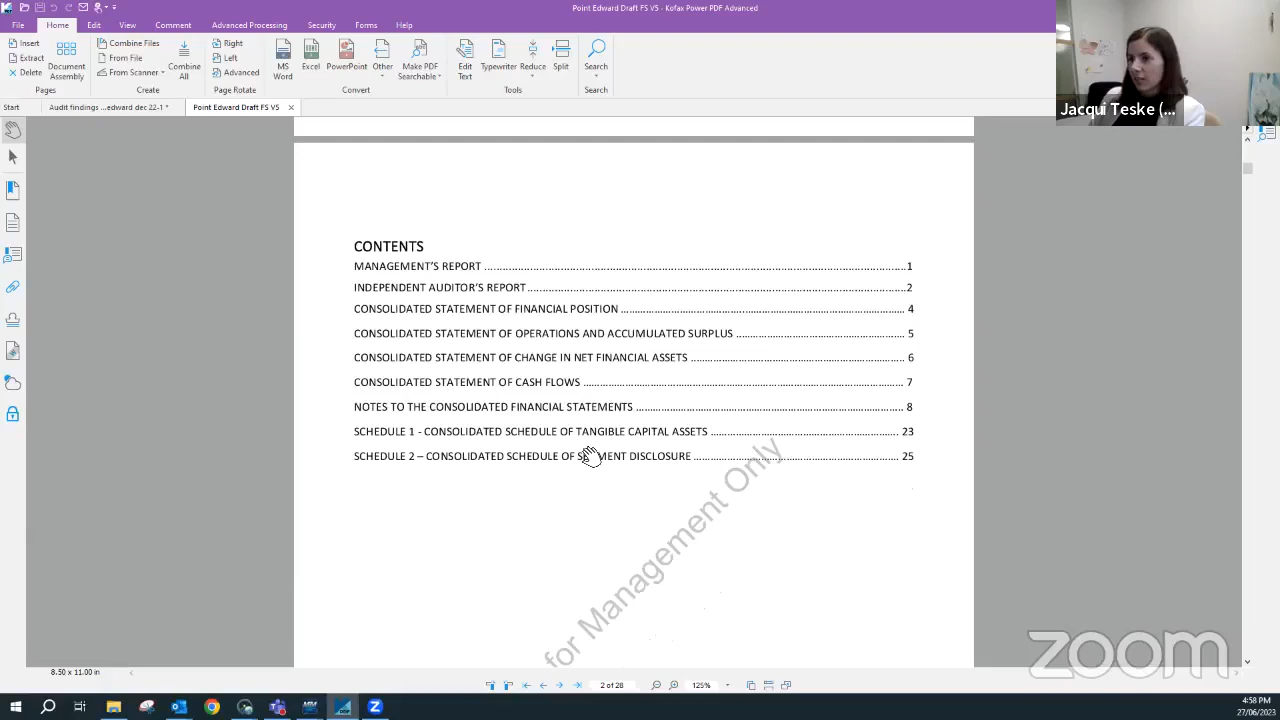 Point Edward Draft FS V5 - Kofax Power PDF Advanced
File Home Edit View Comment Advanced Processing Security Forms Help
Insert
Extract
Delete
Pages
Document Assembly
Combine Files
From File
From Scanner
Combine All
Create
Right
Left
Advanced
Page Rotate
MS Word
Excel
PowerPoint
Other
Make PDF Searchable
Convert
Edit Text
Typewriter
Reduce
Split
Tools
Search
Search
Jacqui Teske (...
Start Audit findings ...edward dec 22-1 * Point Edward Draft FS V5 ×
CONTENTS
MANAGEMENT'S REPORT ... 1
INDEPENDENT AUDITOR'S REPORT ... 2
CONSOLIDATED STATEMENT OF FINANCIAL POSITION ... 4
CONSOLIDATED STATEMENT OF OPERATIONS AND ACCUMULATED SURPLUS ... 5
CONSOLIDATED STATEMENT OF CHANGE IN NET FINANCIAL ASSETS ... 6
CONSOLIDATED STATEMENT OF CASH FLOWS ... 7
NOTES TO THE CONSOLIDATED FINANCIAL STATEMENTS ... 8
SCHEDULE 1 - CONSOLIDATED SCHEDULE OF TANGIBLE CAPITAL ASSETS ... 23
SCHEDULE 2 – CONSOLIDATED SCHEDULE OF SEGMENT DISCLOSURE ... 25
for Management Only
zoom
8.50 x 11.00 in
2 of 28
125%
4:58 PM
27/06/2023